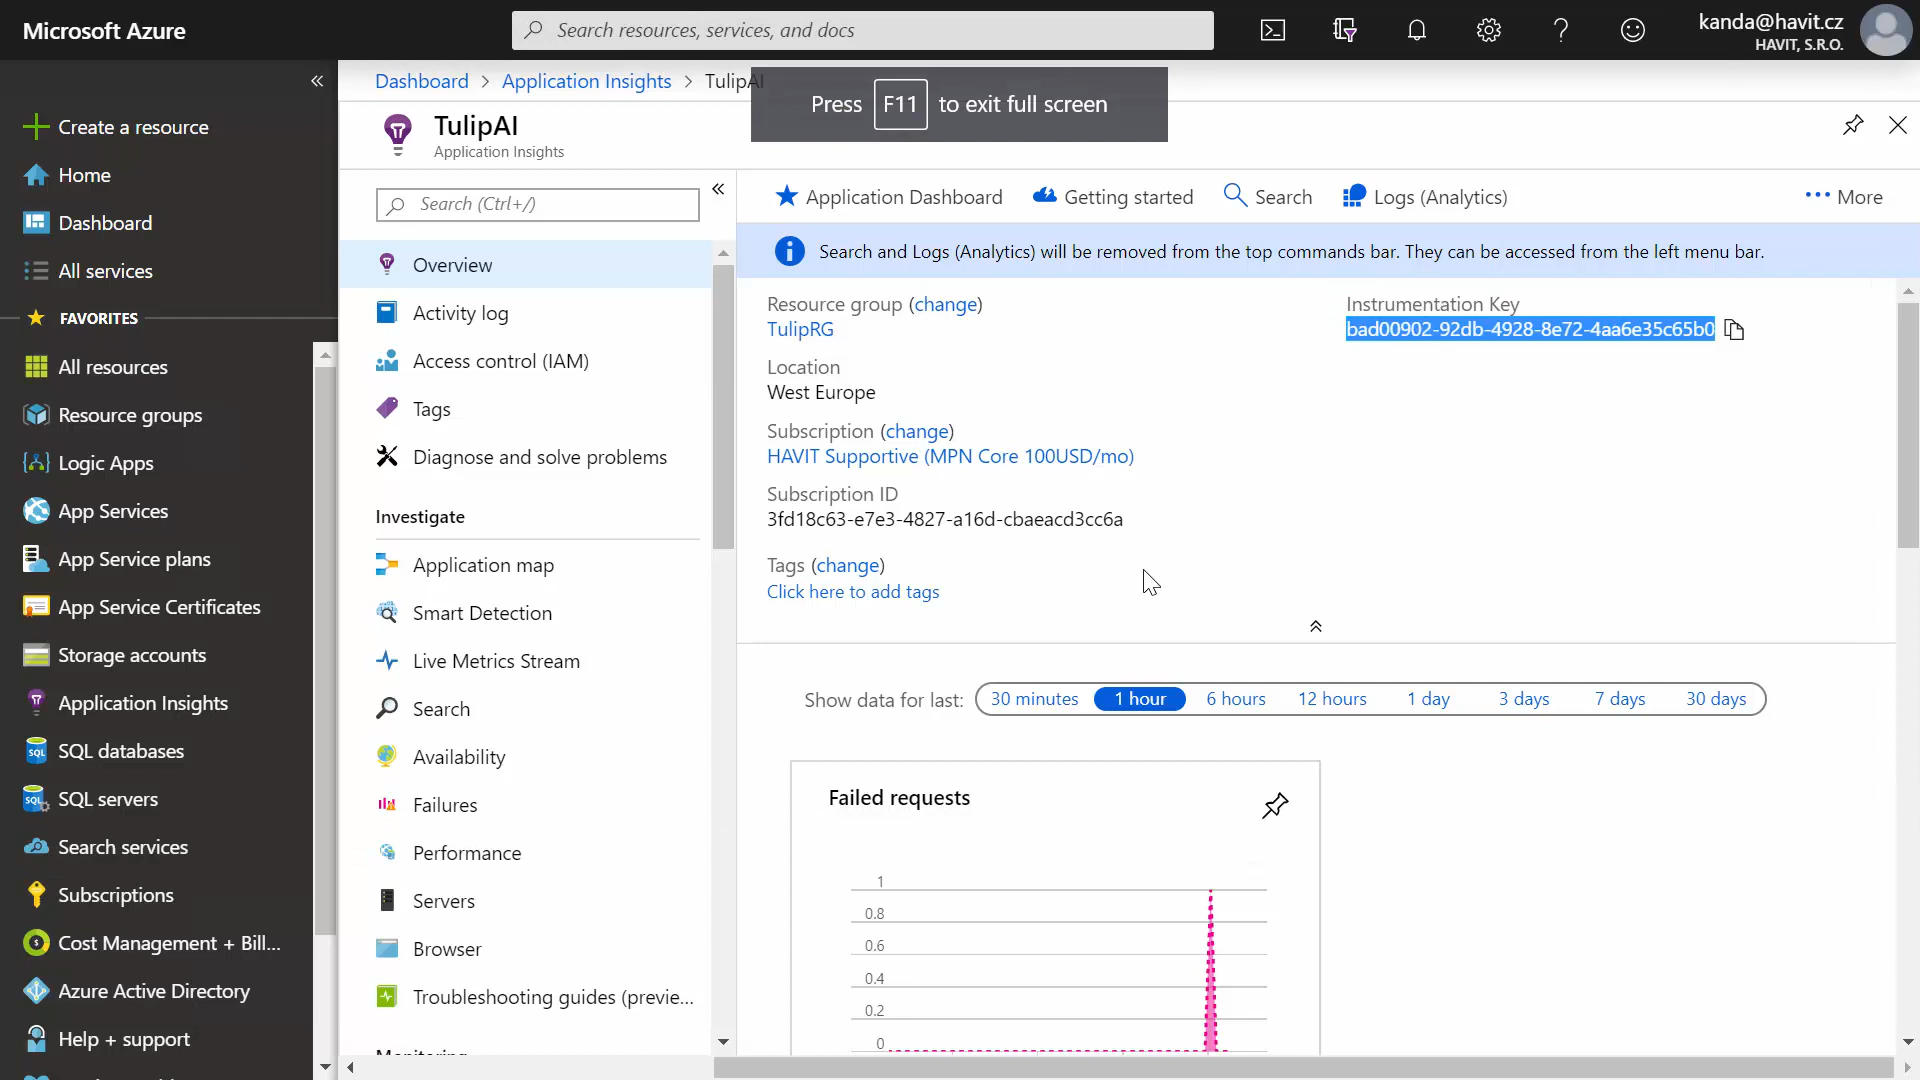 Microsoft Azure
Search resources, services, and docs
kanda@havit.cz
HAVIT, S.R.O.
Create a resource
Home
Dashboard
All services
FAVORITES
All resources
Resource groups
Logic Apps
App Services
App Service plans
App Service Certificates
Storage accounts
Application Insights
SQL databases
SQL servers
Search services
Subscriptions
Cost Management + Bill...
Azure Active Directory
Help + support
Dashboard > Application Insights > TulipAI
Press F11 to exit full screen
TulipAI
Application Insights
Search (Ctrl+/)
Overview
Activity log
Access control (IAM)
Tags
Diagnose and solve problems
Investigate
Application map
Smart Detection
Live Metrics Stream
Search
Availability
Failures
Performance
Servers
Browser
Troubleshooting guides (previe...
Monitoring
Application Dashboard
Getting started
Search
Logs (Analytics)
More
Search and Logs (Analytics) will be removed from the top commands bar. They can be accessed from the left menu bar.
Resource group (change)
TulipRG
Location
West Europe
Subscription (change)
HAVIT Supportive (MPN Core 100USD/mo)
Subscription ID
3fd18c63-e7e3-4827-a16d-cbaeacd3cc6a
Tags (change)
Click here to add tags
Instrumentation Key
bad00902-92db-4928-8e72-4aa6e35c65b0
Show data for last: 30 minutes 1 hour 6 hours 12 hours 1 day 3 days 7 days 30 days
Failed requests
1
0.8
0.6
0.4
0.2
0